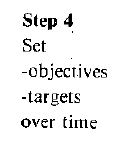 Step 4
Set
-objectives
-targets
over time